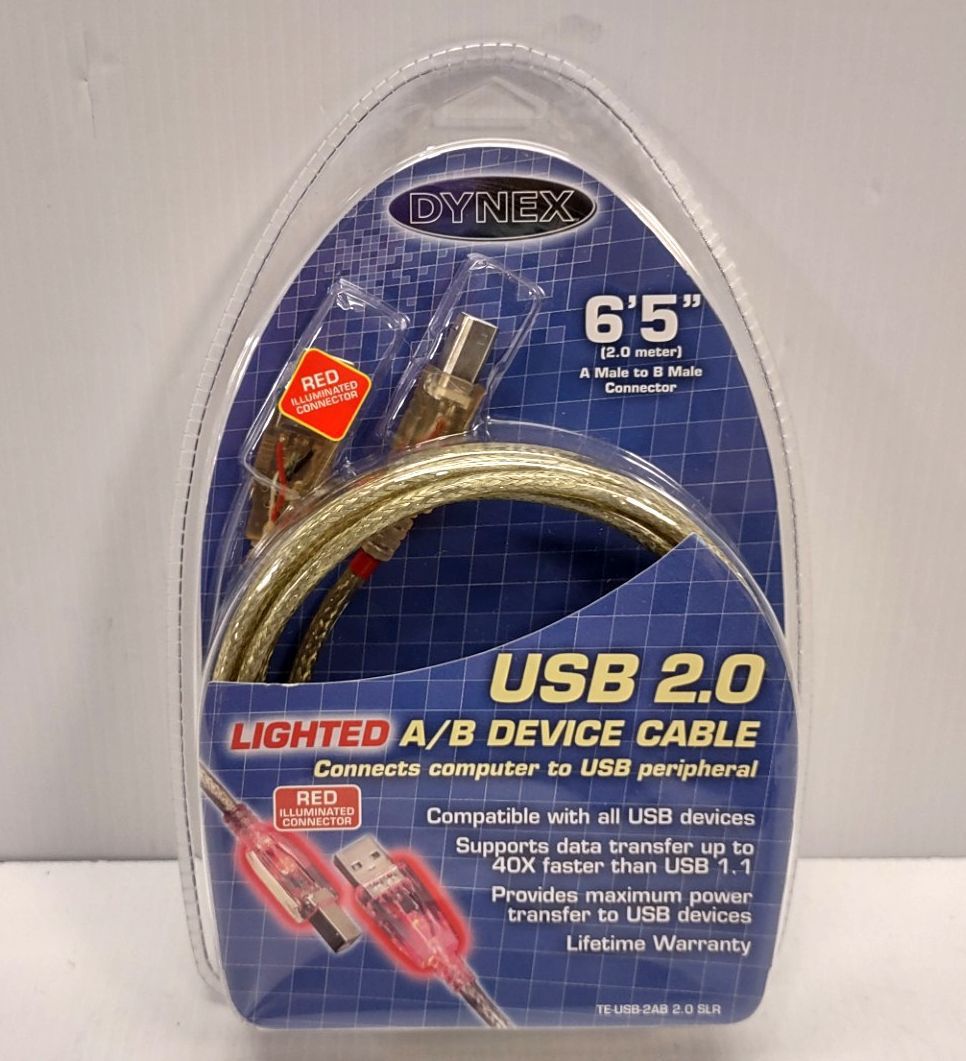 DYNEX
6'5"
(2.0 meter)
A Male to B Male
Connector
RED
ILLUMINATED
CONNECTOR
USB 2.0
LIGHTED A/B DEVICE CABLE
Connects computer to USB peripheral
RED
ILLUMINATED
CONNECTOR
Compatible with all USB devices
Supports data transfer up to
40X faster than USB 1.1
Provides maximum power
transfer to USB devices
Lifetime Warranty
TE-USB-2AB 2.0 SLR